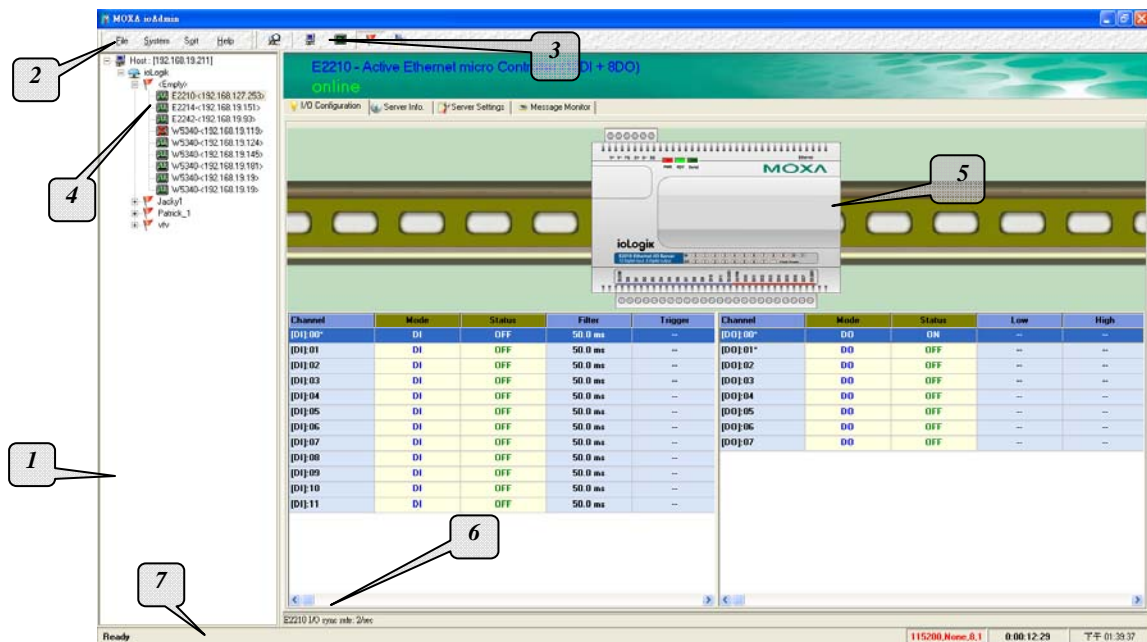 MOXA ioAdmin
File System Sort Help
Host : [192.168.19.211]
ioLogik
<Empty>
E2210-<192.168.127.253>
E2214-<192.168.19.151>
E2242-<192.168.19.93>
W5340-<192.168.19.119>
W5340-<192.168.19.124>
W5340-<192.168.19.145>
W5340-<192.168.19.181>
W5340-<192.168.19.19>
W5340-<192.168.19.19>
Jacky1
Patrick_1
vtv
E2210 - Active Ethernet micro DI + 8DO)
online
I/O Configuration Server Info. Server Settings Message Monitor
MOXA
ioLogik
E2210 Ethernet I/O Server
Channel Mode Status Filter Trigger
[DI]:00* DI OFF 50.0 ms --
[DI]:01 DI OFF 50.0 ms --
[DI]:02 DI OFF 50.0 ms --
[DI]:03 DI OFF 50.0 ms --
[DI]:04 DI OFF 50.0 ms --
[DI]:05 DI OFF 50.0 ms --
[DI]:06 DI OFF 50.0 ms --
[DI]:07 DI OFF 50.0 ms --
[DI]:08 DI OFF 50.0 ms --
[DI]:09 DI OFF 50.0 ms --
[DI]:10 DI OFF 50.0 ms --
[DI]:11 DI OFF 50.0 ms --
Channel Mode Status Low High
[DO]:00* DO ON -- --
[DO]:01* DO OFF -- --
[DO]:02 DO OFF -- --
[DO]:03 DO OFF -- --
[DO]:04 DO OFF -- --
[DO]:05 DO OFF -- --
[DO]:06 DO OFF -- --
[DO]:07 DO OFF -- --
E2210 I/O sync rate: 2/sec
Ready
115200,None,8,1 0:00:12:29 下午 01:39:37
1
2
3
4
5
6
7